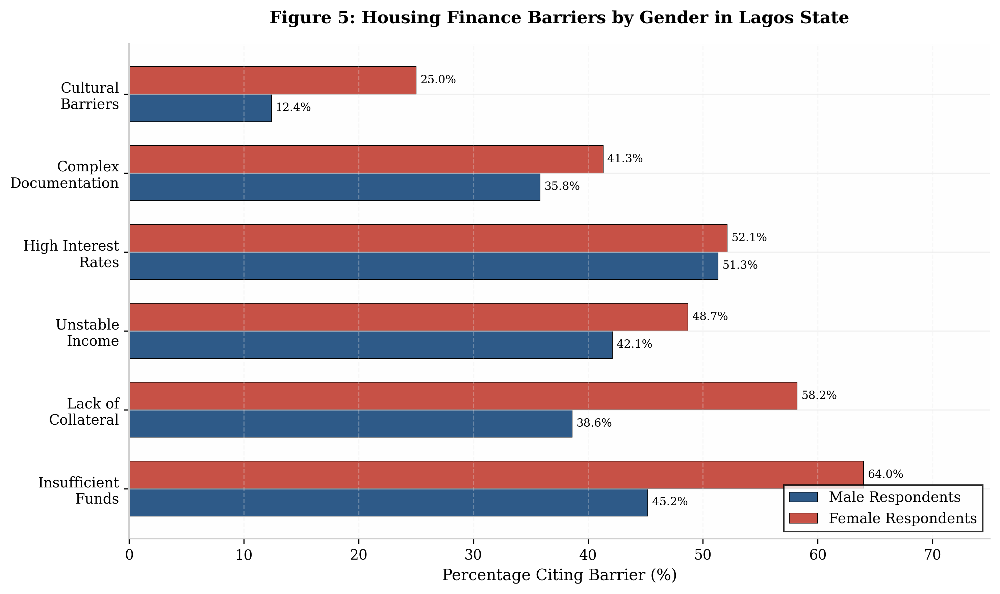 Figure 5: Housing Finance Barriers by Gender in Lagos State
Cultural
Barriers
25.0%
12.4%
Complex
Documentation
41.3%
35.8%
High Interest
Rates
52.1%
51.3%
Unstable
Income
48.7%
42.1%
Lack of
Collateral
58.2%
38.6%
Insufficient
Funds
64.0%
45.2%
Male Respondents
Female Respondents
0 10 20 30 40 50 60 70
Percentage Citing Barrier (%)